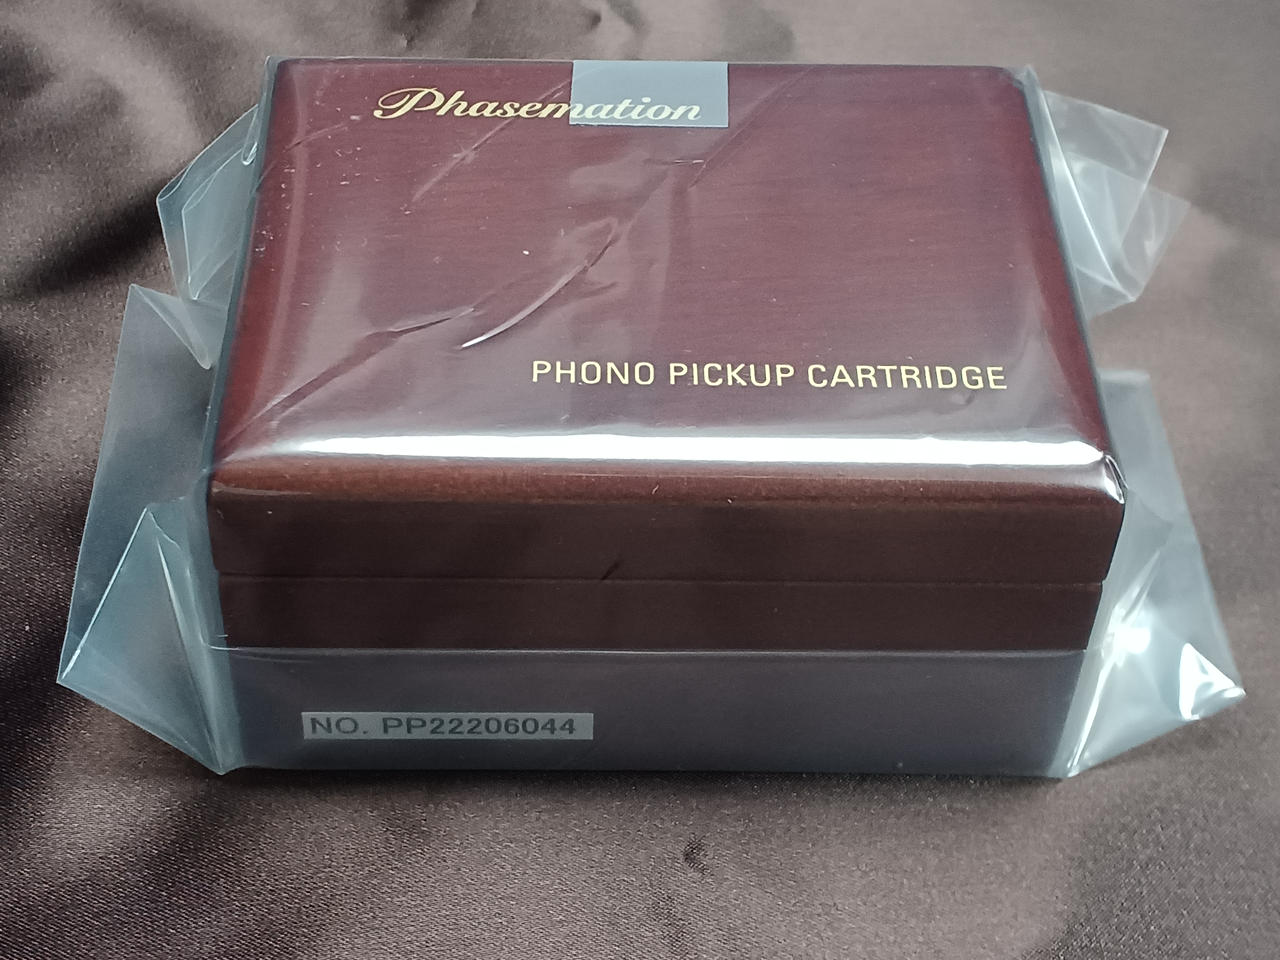 Phasemation
PHONO PICKUP CARTRIDGE
NO. PP22206044